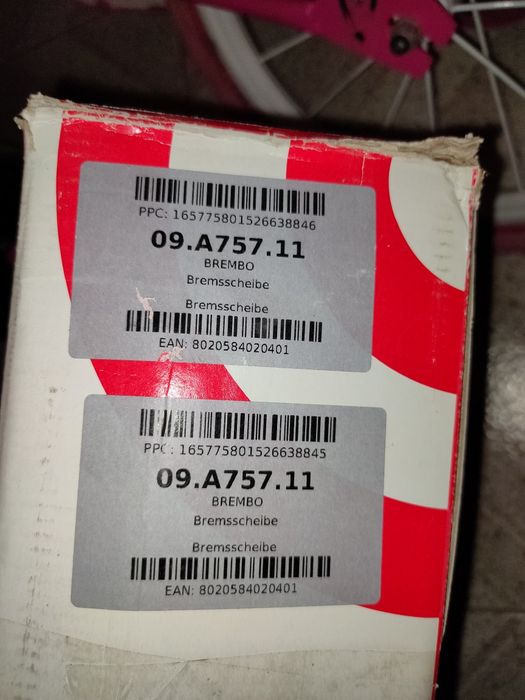 PPC: 165775801526638846
09.A757.11
BREMBO
Bremsscheibe
Bremsscheibe
EAN: 8020584020401
PPC: 165775801526638845
09.A757.11
BREMBO
Bremsscheibe
Bremsscheibe
EAN: 8020584020401